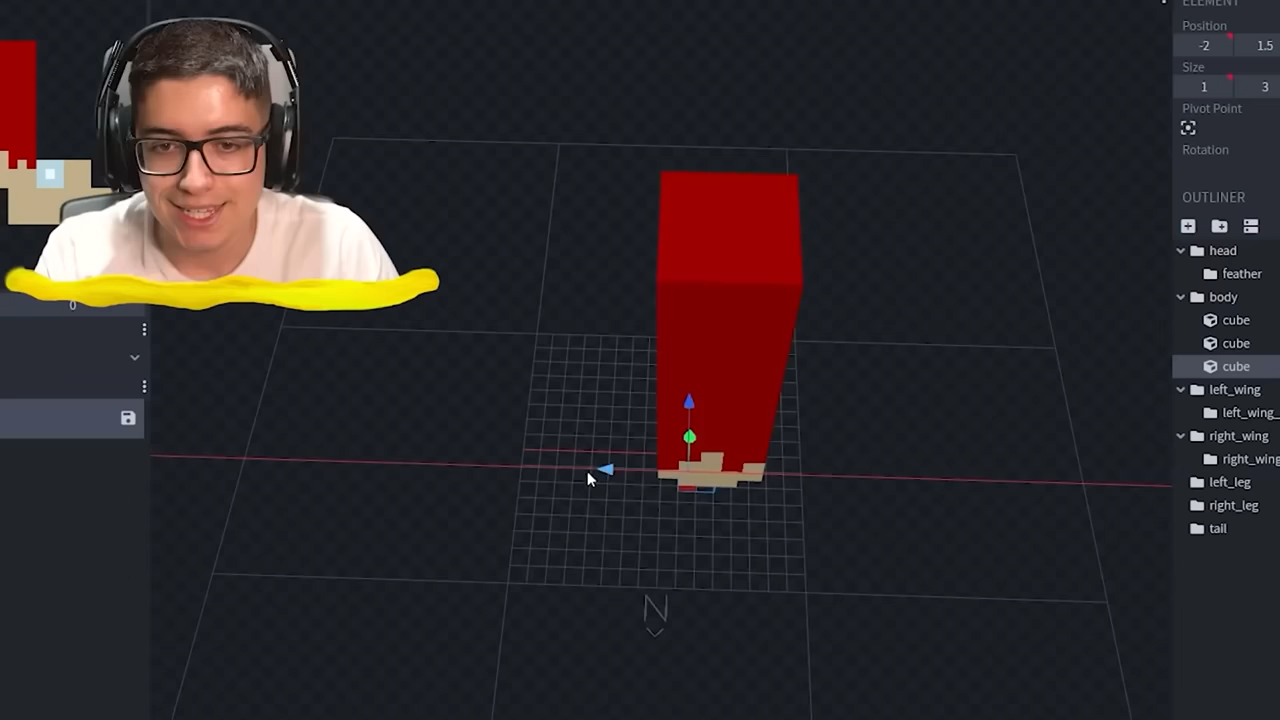 ELEMENT
Position
-2 1.5
Size
1 3
Pivot Point
Rotation
OUTLINER
head
feather
body
cube
cube
cube
left_wing
left_wing_
right_wing
right_wing
left_leg
right_leg
tail
0
N